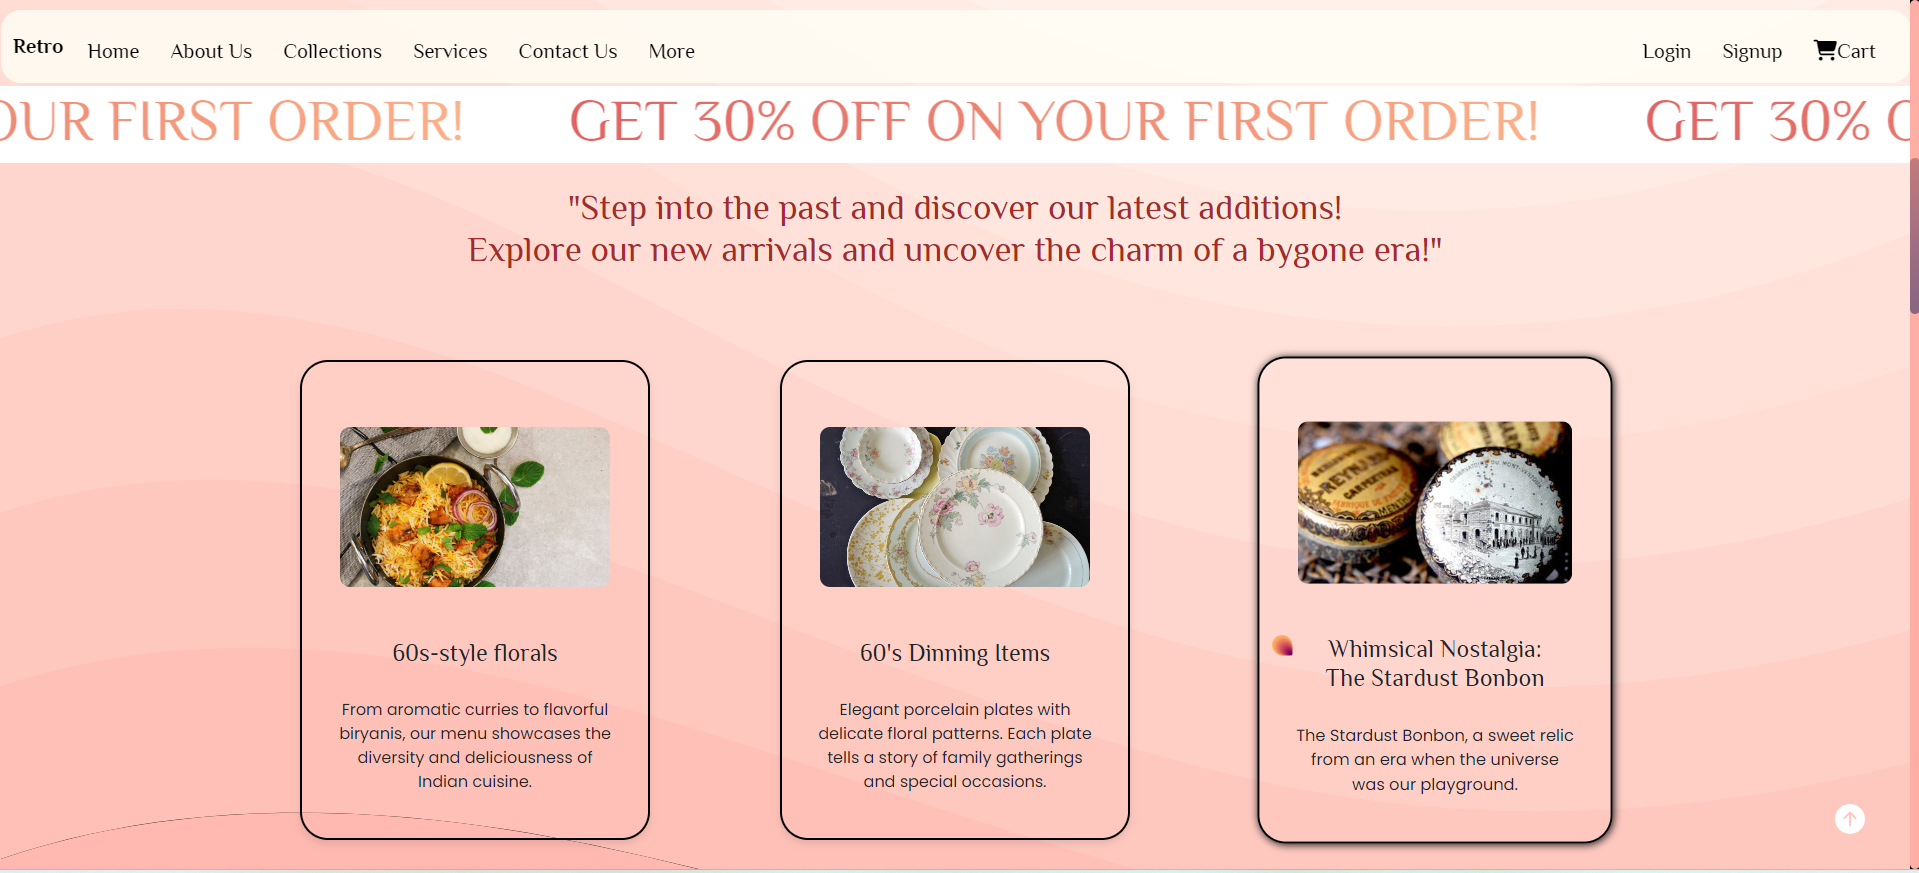 Retro Home About Us Collections Services Contact Us More Login Signup Cart
OUR FIRST ORDER! GET 30% OFF ON YOUR FIRST ORDER! GET 30%
"Step into the past and discover our latest additions!
Explore our new arrivals and uncover the charm of a bygone era!"
60s-style florals
From aromatic curries to flavorful
biryanis, our menu showcases the
diversity and deliciousness of
Indian cuisine.
60's Dinning Items
Elegant porcelain plates with
delicate floral patterns. Each plate
tells a story of family gatherings
and special occasions.
REYNA
CARPENTRAS
Whimsical Nostalgia:
The Stardust Bonbon
The Stardust Bonbon, a sweet relic
from an era when the universe
was our playground.